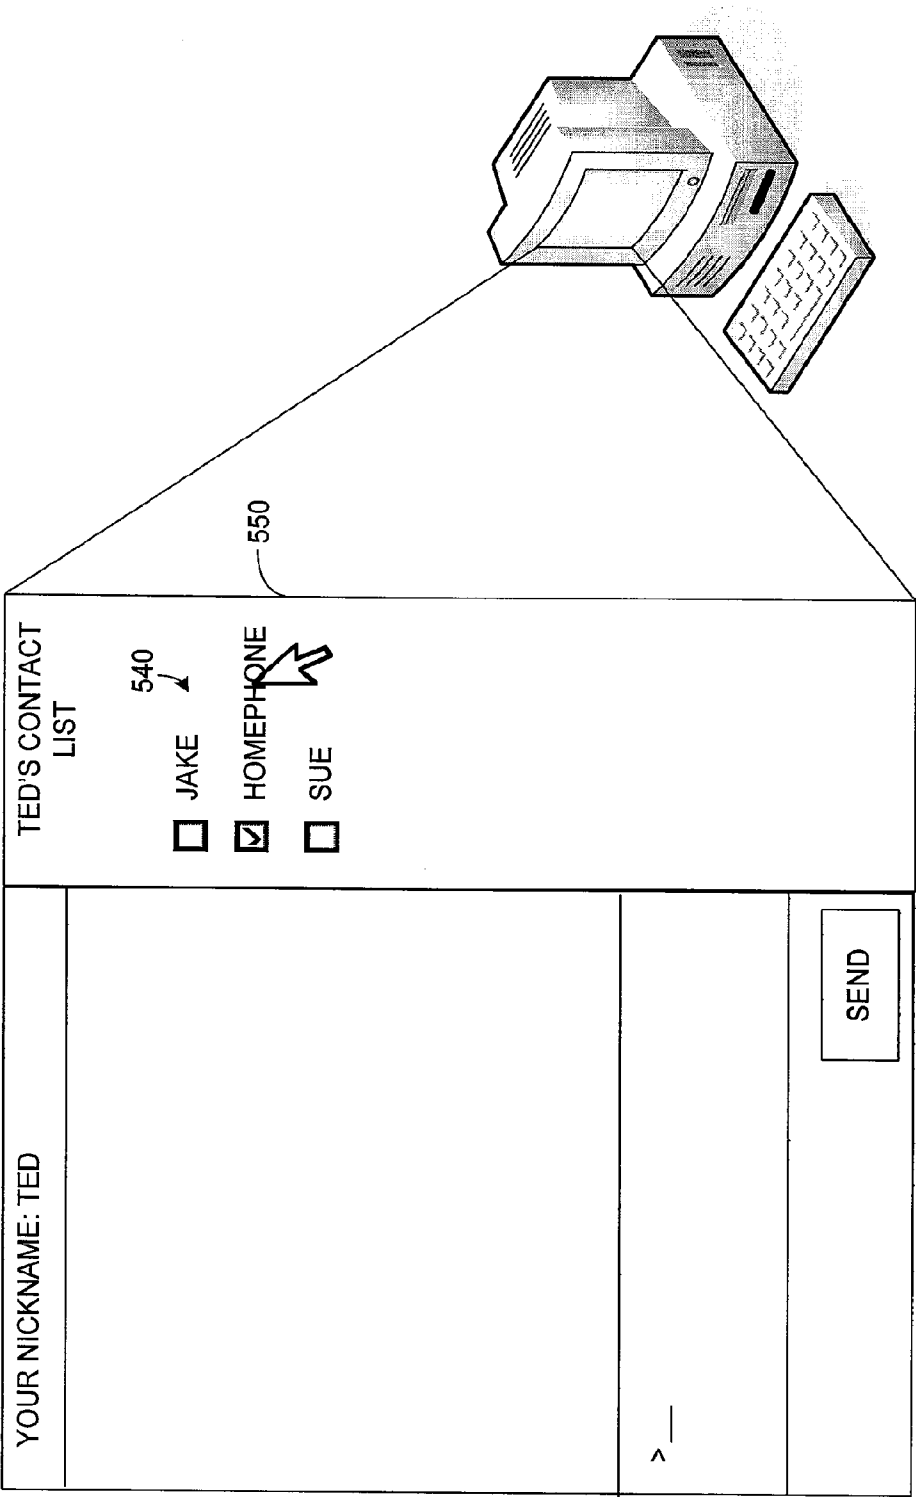 YOUR NICKNAME: TED
TED'S CONTACT
LIST
540
JAKE
HOMEPHONE
SUE
550
>_
SEND